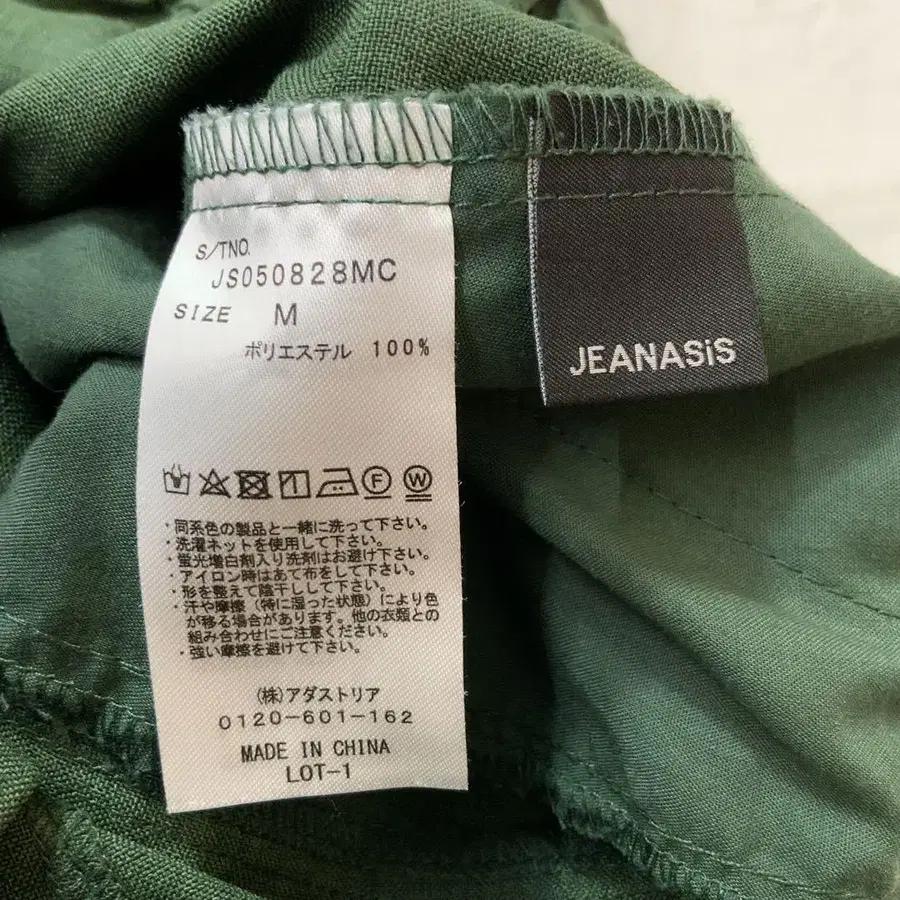 S/TNO.
JS050828MC
SIZE M
ポリエステル 100%
F W
・同系色の製品と一緒に洗って下さい。
・洗濯ネットを使用して下さい。
・蛍光増白剤入り洗剤はお避け下さい。
・アイロン時はあて布をして下さい。
・形を整えて陰干しして下さい。
・汗や摩擦（特に湿った状態）により色
が移る場合があります。他の衣類との
組み合わせにご注意ください。
・強い摩擦を避けて下さい。
(株)アダストリア
0120-601-162
MADE IN CHINA
LOT-1
JEANASiS